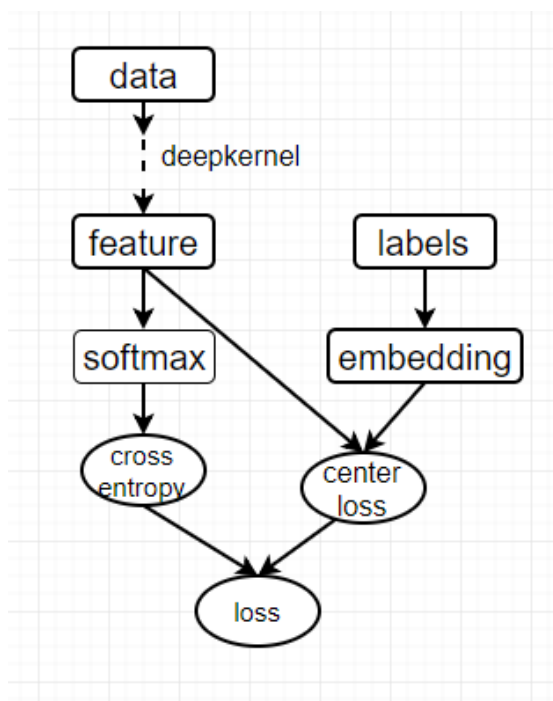 data
deepkernel
feature
labels
softmax
embedding
cross
entropy
center
loss
loss